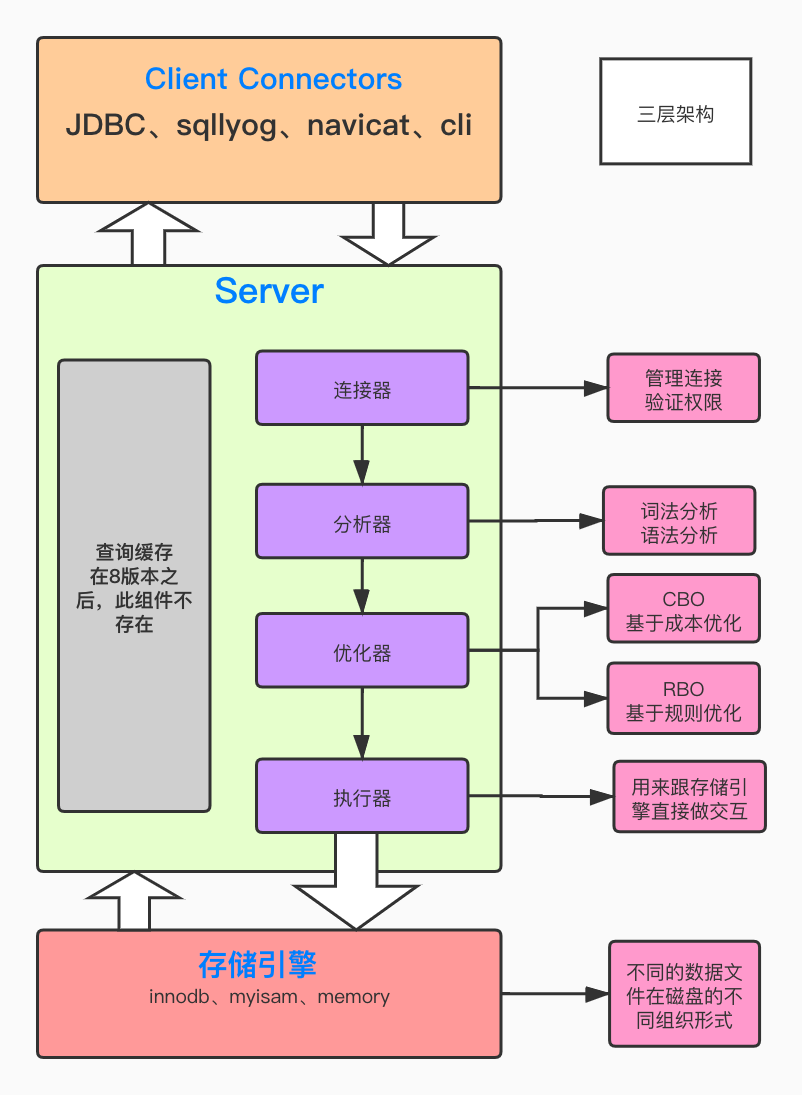 Client Connectors
JDBC、sqllyog、navicat、cli
三层架构
Server
查询缓存
在8版本之
后，此组件不
存在
连接器
管理连接
验证权限
分析器
词法分析
语法分析
优化器
CBO
基于成本优化
RBO
基于规则优化
执行器
用来跟存储引
擎直接做交互
存储引擎
innodb、myisam、memory
不同的数据文
件在磁盘的不
同组织形式